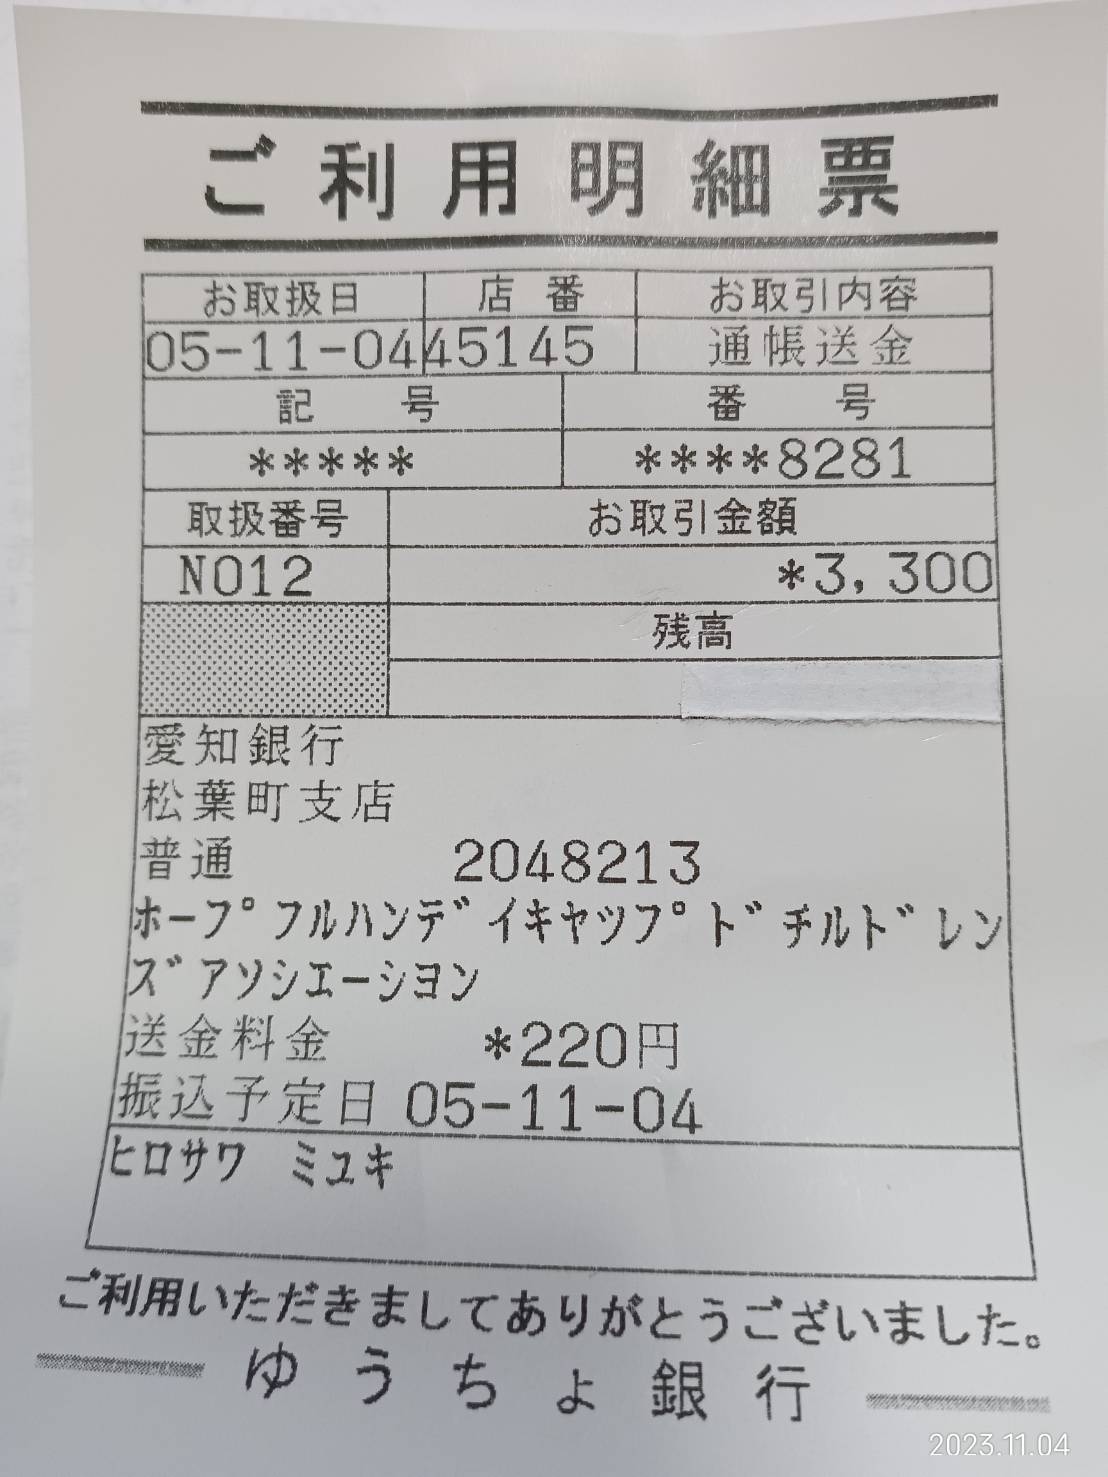 ご利用明細票
お取扱日 店番 お取引内容
05-11-04 45145 通帳送金
記号 番号
***** ****8281
取扱番号 お取引金額
N012 *3,300
残高
愛知銀行
松葉町支店
普通 2048213
ホープフルハンデイキヤツプドチルドレン
ズアソシエーシヨン
送金料金 *220円
振込予定日 05-11-04
ヒロサワ ミユキ
ご利用いただきましてありがとうございました。
ゆうちょ銀行
2023.11.04